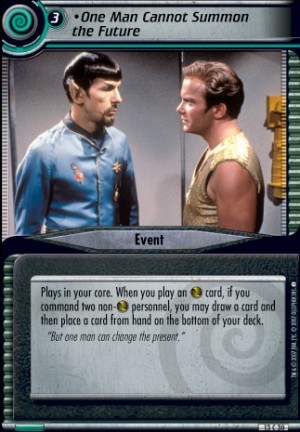 3
•One Man Cannot Summon
the Future
Event
Plays in your core. When you play an card, if you
command two non- personnel, you may draw a card and
then place a card from hand on the bottom of your deck.
"But one man can change the present."
13 C 30